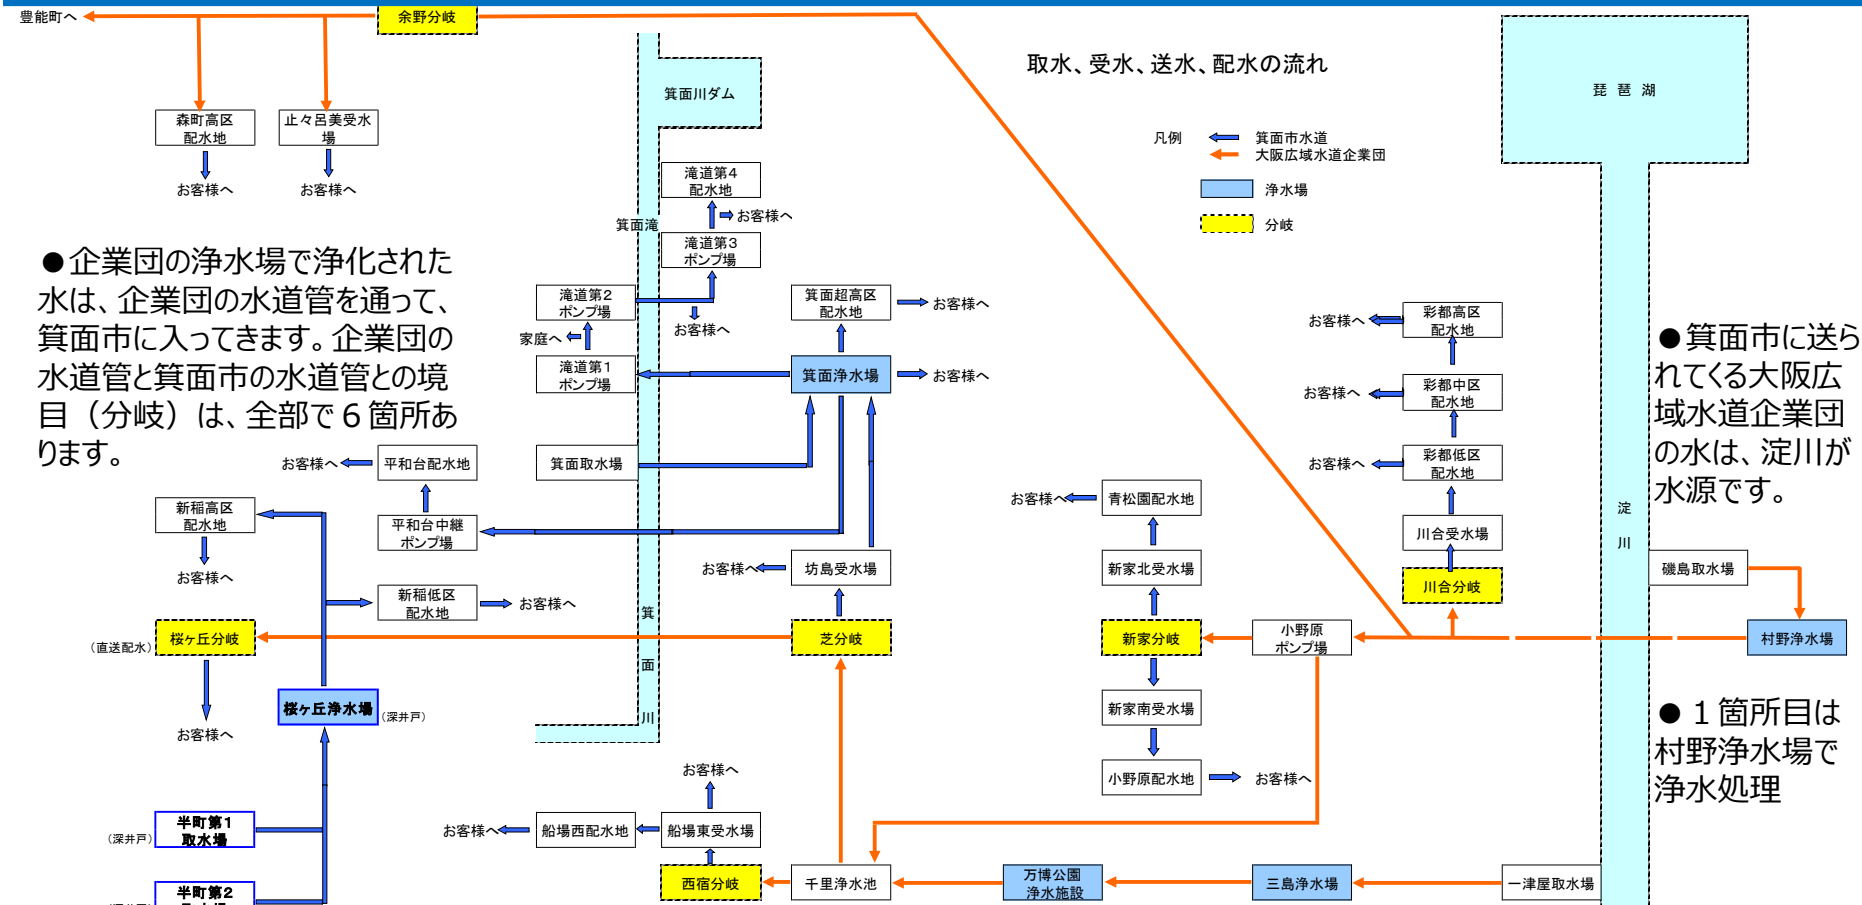 豊能町へ
余野分岐
取水、受水、送水、配水の流れ
琵琶湖
箕面川ダム
森町高区
配水地
止々呂美受水
場
凡例
箕面市水道
大阪広域水道企業団
浄水場
分岐
お客様へ
お客様へ
滝道第4
配水地
お客様へ
箕面滝
滝道第3
ポンプ場
●企業団の浄水場で浄化された
水は、企業団の水道管を通って、
箕面市に入ってきます。企業団の
水道管と箕面市の水道管との境
目（分岐）は、全部で６箇所あ
ります。
滝道第2
ポンプ場
お客様へ
家庭へ
滝道第1
ポンプ場
箕面超高区
配水地
お客様へ
箕面浄水場
お客様へ
彩都高区
配水地
お客様へ
彩都中区
配水地
お客様へ
彩都低区
配水地
お客様へ
●箕面市に送ら
れてくる大阪広
域水道企業団
の水は、淀川が
水源です。
お客様へ
平和台配水地
箕面取水場
新稲高区
配水地
お客様へ
平和台中継
ポンプ場
お客様へ
青松園配水地
川合受水場
淀川
お客様へ
坊島受水場
新家北受水場
川合分岐
磯島取水場
新稲低区
配水地
お客様へ
箕面川
（直送配水）
桜ヶ丘分岐
芝分岐
新家分岐
小野原
ポンプ場
村野浄水場
桜ヶ丘浄水場
（深井戸）
お客様へ
新家南受水場
●１箇所目は
村野浄水場で
浄水処理
お客様へ
小野原配水地
お客様へ
（深井戸）
半町第1
取水場
お客様へ
船場西配水地
船場東受水場
半町第2
西宿分岐
千里浄水池
万博公園
浄水施設
三島浄水場
一津屋取水場